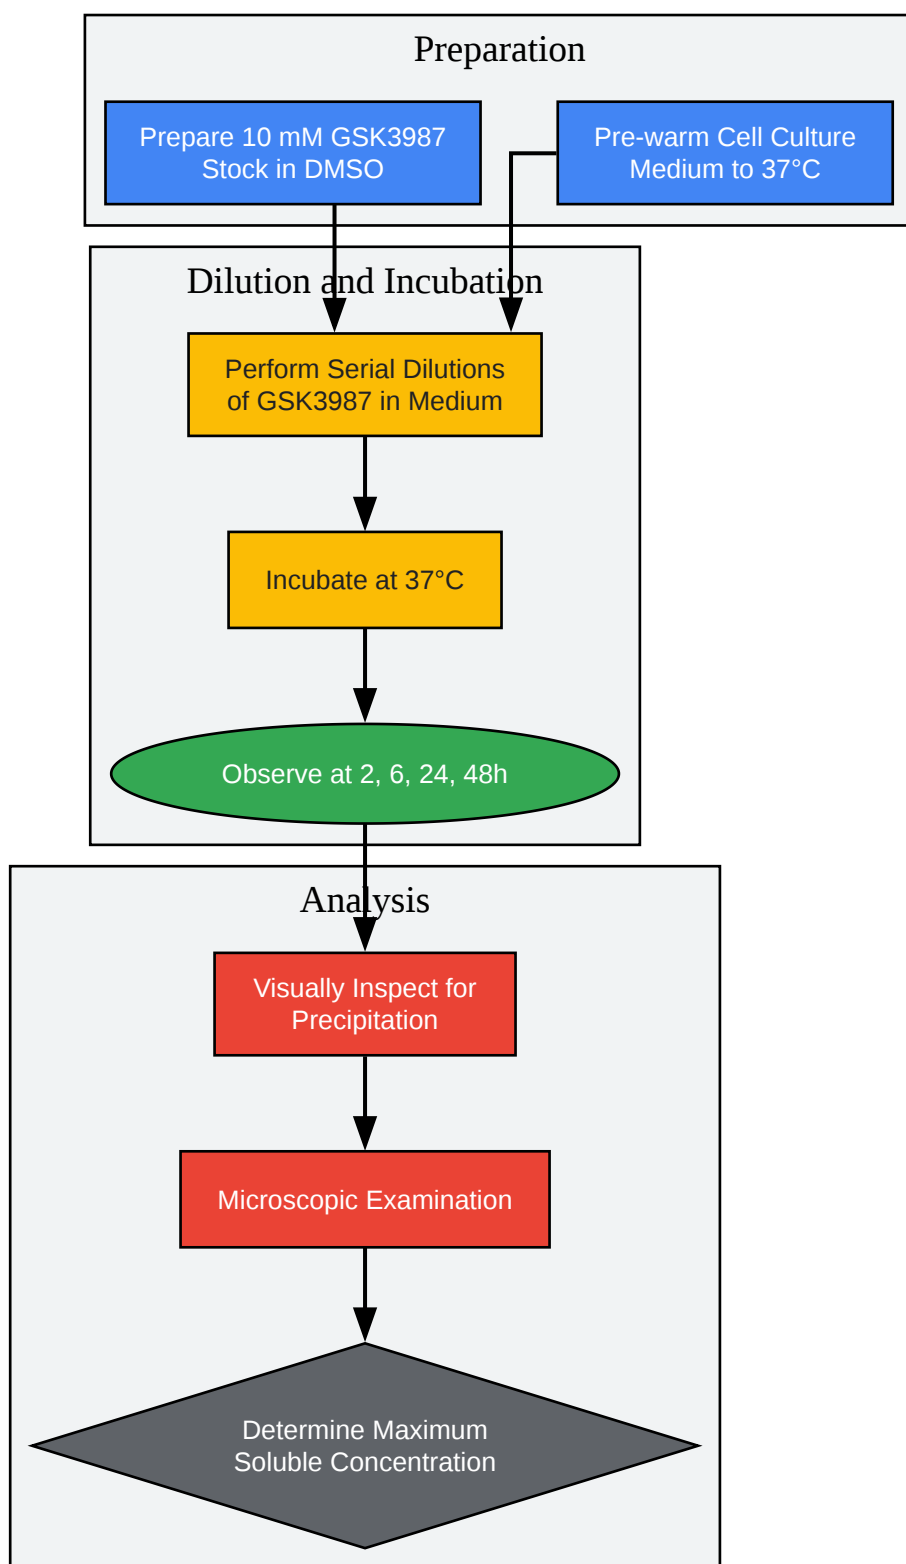 Preparation
Prepare 10 mM GSK3987
Stock in DMSO
Pre-warm Cell Culture
Medium to 37°C
Dilution and Incubation
Perform Serial Dilutions
of GSK3987 in Medium
Incubate at 37°C
Observe at 2, 6, 24, 48h
Analysis
Visually Inspect for
Precipitation
Microscopic Examination
Determine Maximum
Soluble Concentration